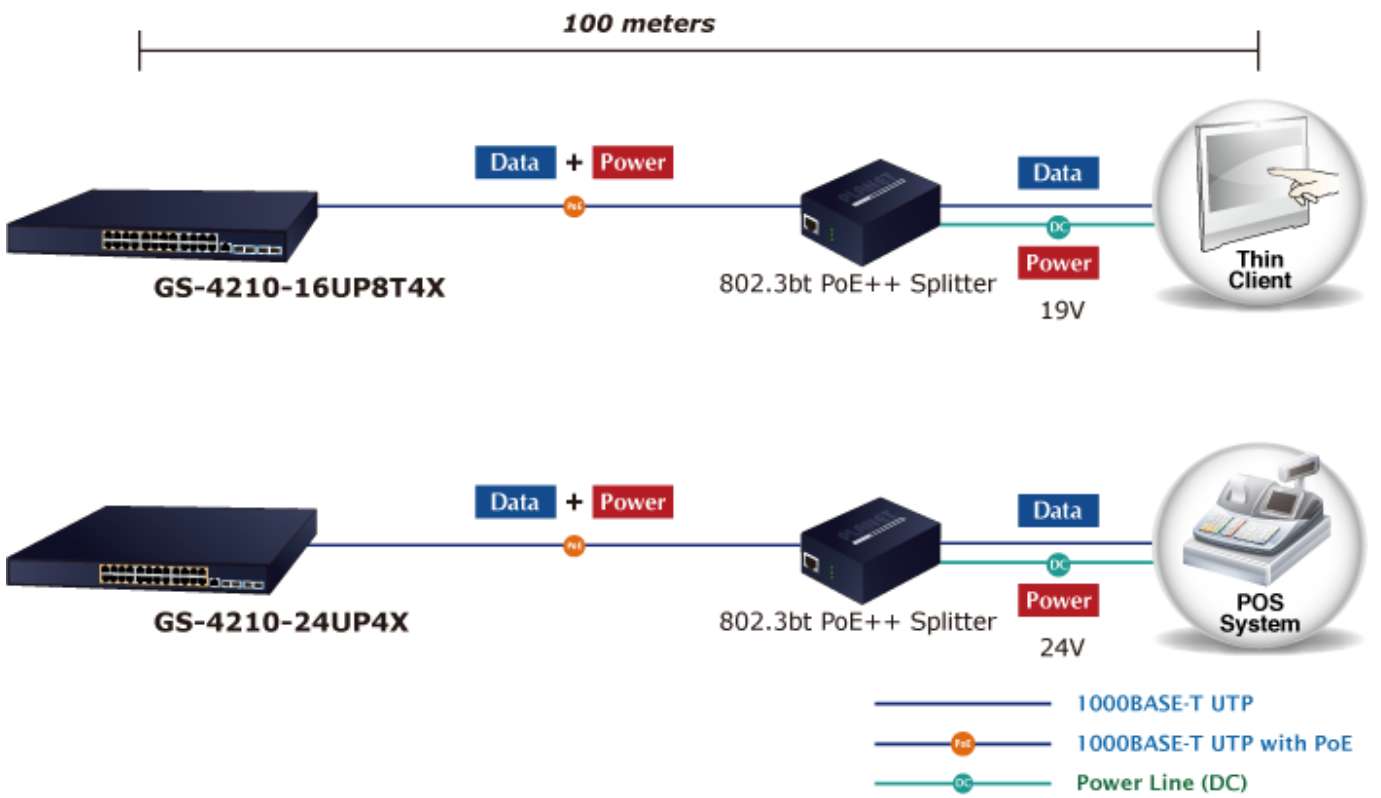 100 meters
Data + Power
PoE
PLANET
Data
DC
Power
19V
GS-4210-16UP8T4X
802.3bt PoE++ Splitter
Thin
Client
Data + Power
PoE
PLANET
Data
DC
Power
24V
GS-4210-24UP4X
802.3bt PoE++ Splitter
POS
System
1000BASE-T UTP
PoE
1000BASE-T UTP with PoE
DC
Power Line (DC)